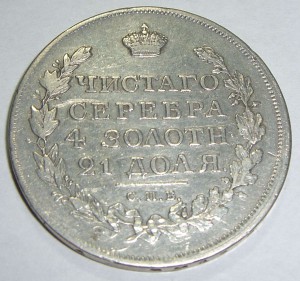 ЧИСТАГО
СЕРЕБРА
4 ЗОЛОТН
21 ДОЛЯ
С.П.Б.